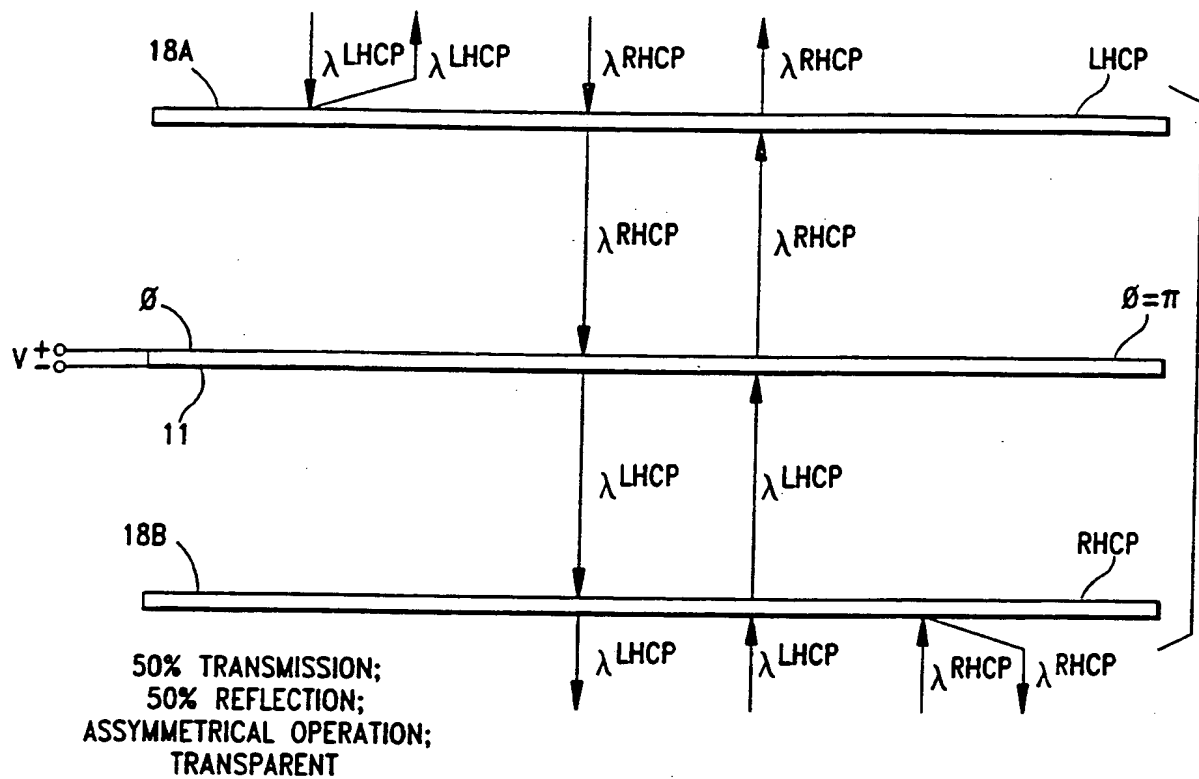 18A
λLHCP
λLHCP
λRHCP
λRHCP
LHCP
λRHCP
λRHCP
Ø
Ø=π
V
+
−
11
λLHCP
λLHCP
18B
RHCP
λLHCP
λLHCP
λRHCP
λRHCP
50% TRANSMISSION;
50% REFLECTION;
ASSYMMETRICAL OPERATION;
TRANSPARENT